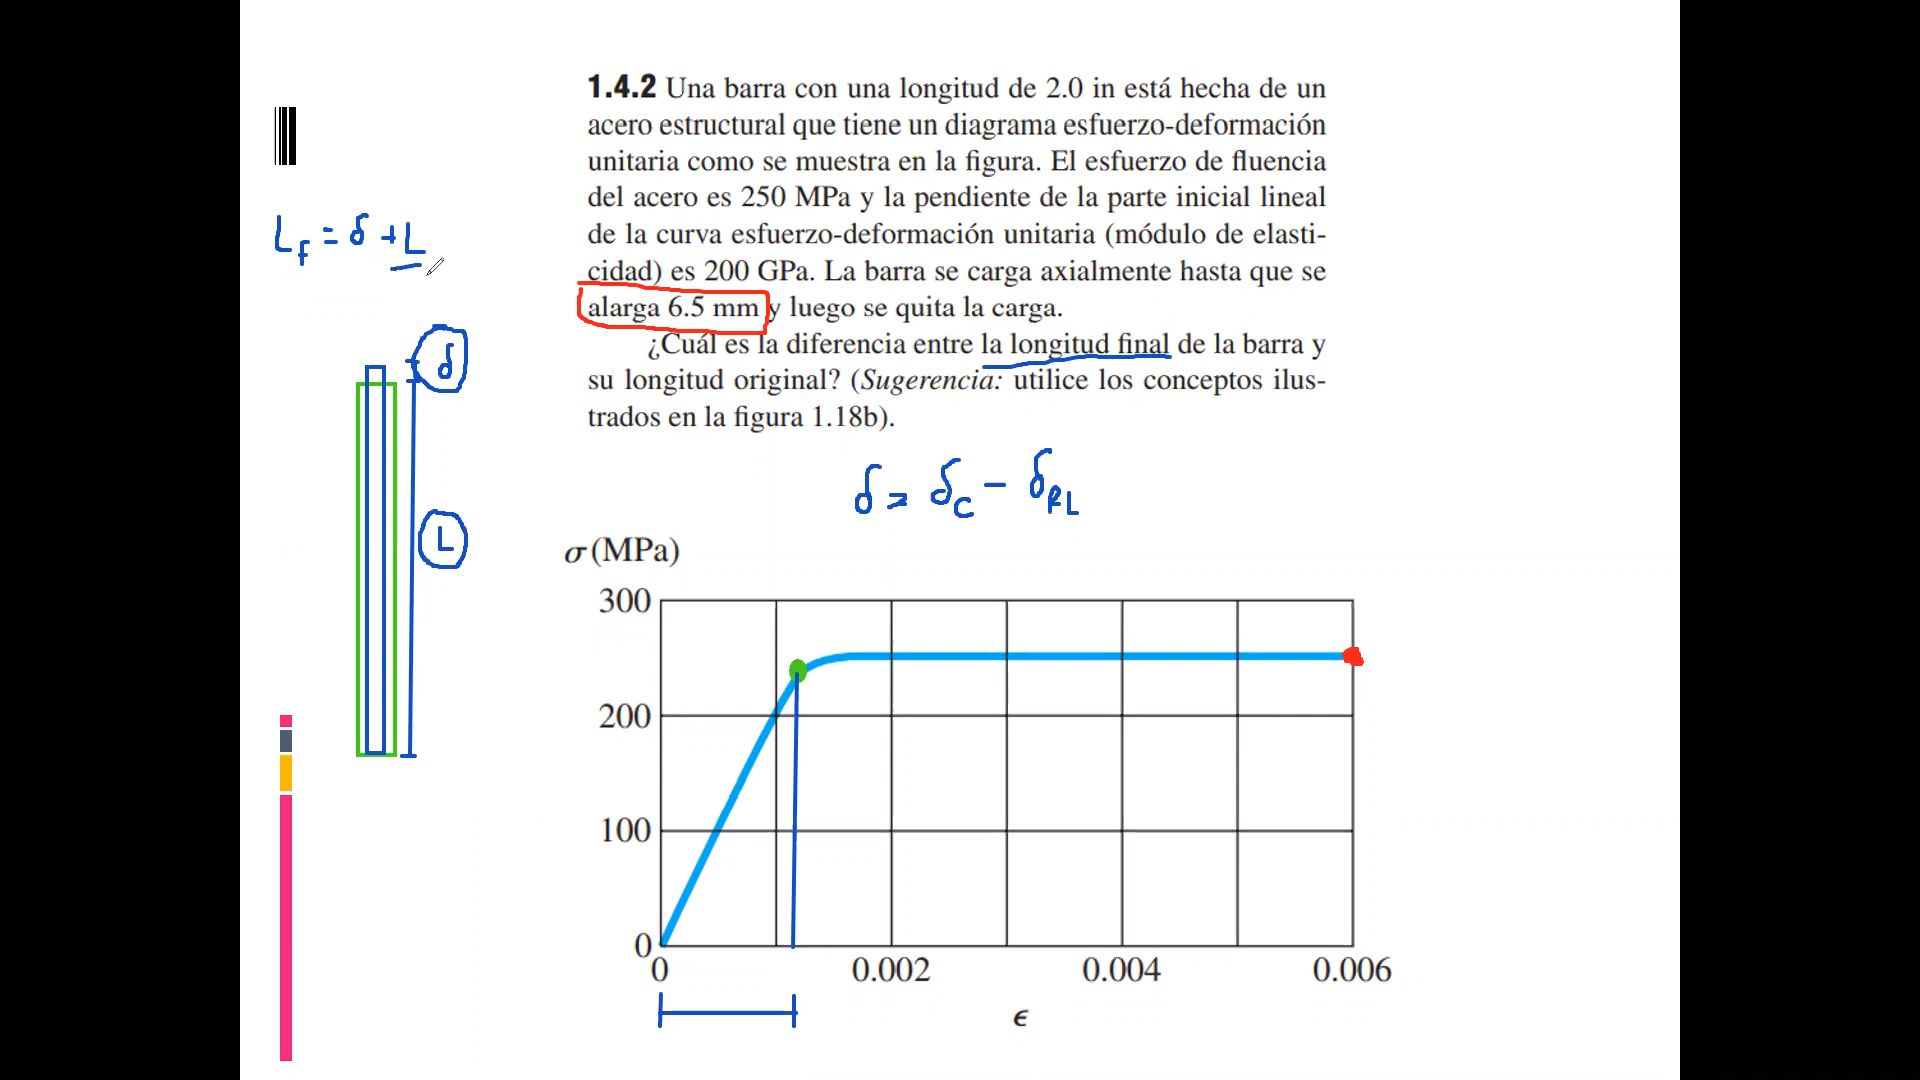 1.4.2 Una barra con una longitud de 2.0 in está hecha de un
acero estructural que tiene un diagrama esfuerzo-deformación
unitaria como se muestra en la figura. El esfuerzo de fluencia
del acero es 250 MPa y la pendiente de la parte inicial lineal
de la curva esfuerzo-deformación unitaria (módulo de elasti-
cidad) es 200 GPa. La barra se carga axialmente hasta que se
alarga 6.5 mm y luego se quita la carga.
¿Cuál es la diferencia entre la longitud final de la barra y
su longitud original? (Sugerencia: utilice los conceptos ilus-
trados en la figura 1.18b).
L_F = δ + L
δ
L
δ = δ_C - δ_RL
σ (MPa)
300
200
100
0
0 0.002 0.004 0.006
ϵ